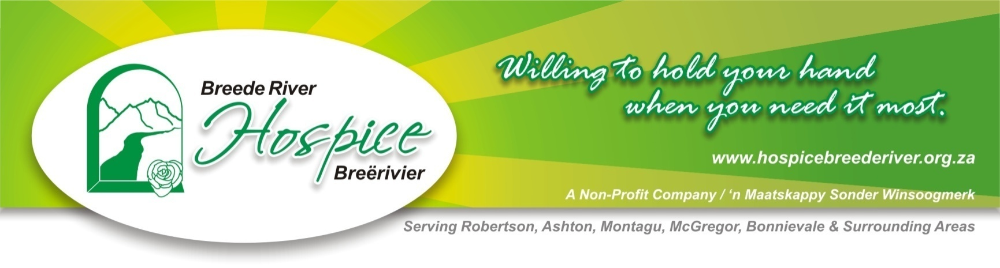 Breede River
Hospice
Breërivier
Willing to hold your hand
when you need it most.
www.hospicebreederiver.org.za
A Non-Profit Company / ‘n Maatskappy Sonder Winsoogmerk
Serving Robertson, Ashton, Montagu, McGregor, Bonnievale & Surrounding Areas